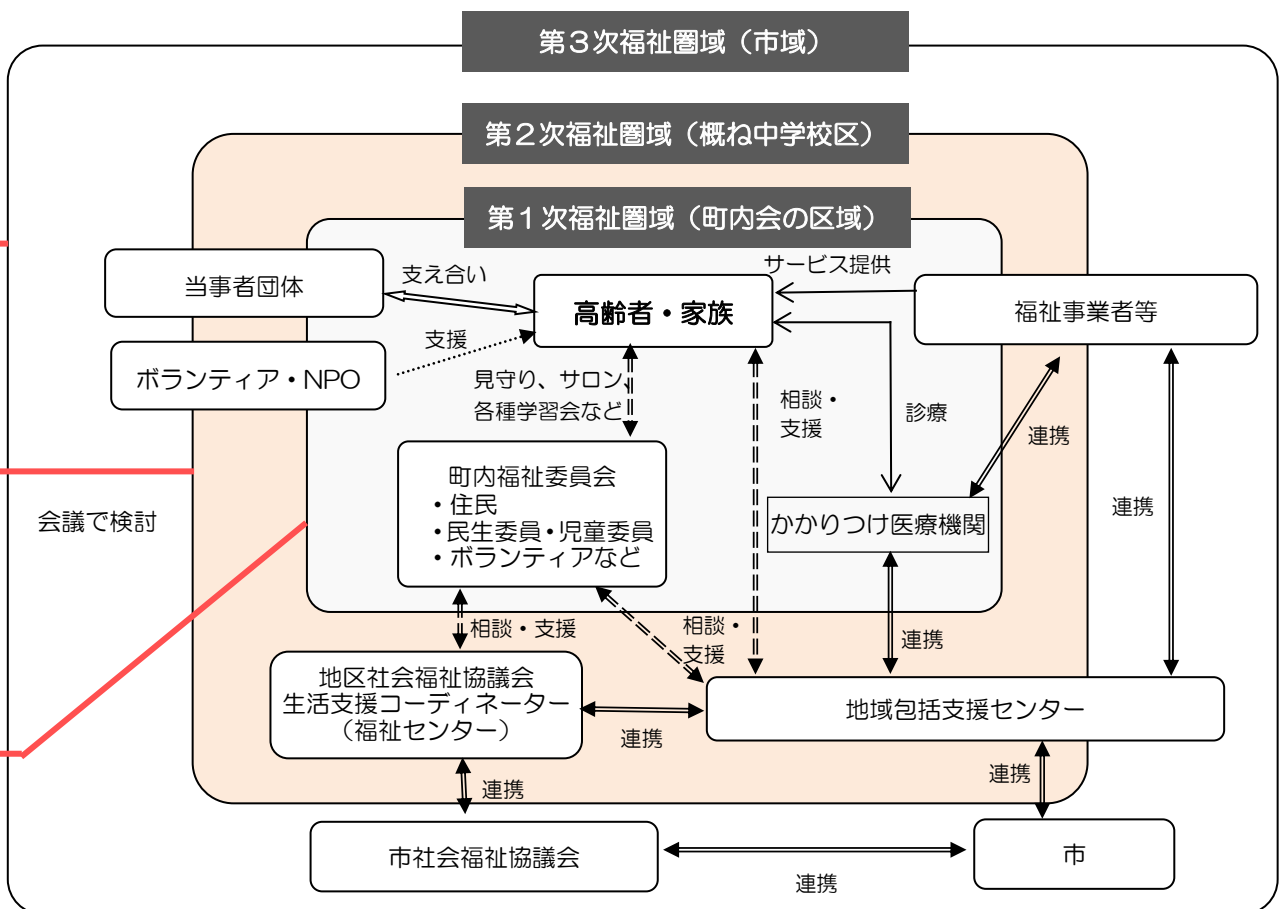 第3次福祉圏域（市域）
第2次福祉圏域（概ね中学校区）
第1次福祉圏域（町内会の区域）
当事者団体
支え合い
サービス提供
高齢者・家族
福祉事業者等
支援
ボランティア・NPO
見守り、サロン、
各種学習会など
相談・
支援
診療
連携
町内福祉委員会
・住民
・民生委員・児童委員
・ボランティアなど
かかりつけ医療機関
連携
会議で検討
相談・支援
相談・
支援
連携
地区社会福祉協議会
生活支援コーディネーター
（福祉センター）
地域包括支援センター
連携
連携
連携
市社会福祉協議会
市
連携